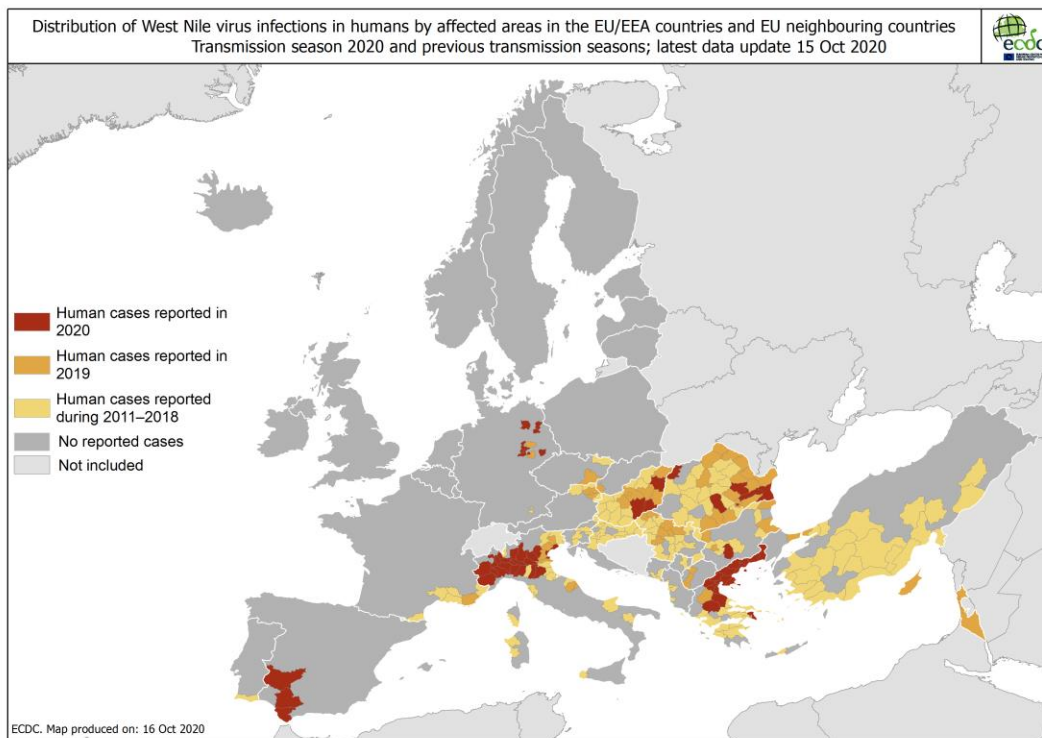 Distribution of West Nile virus infections in humans by affected areas in the EU/EEA countries and EU neighbouring countries
Transmission season 2020 and previous transmission seasons; latest data update 15 Oct 2020
ecdc
Human cases reported in
2020
Human cases reported in
2019
Human cases reported
during 2011–2018
No reported cases
Not included
ECDC. Map produced on: 16 Oct 2020